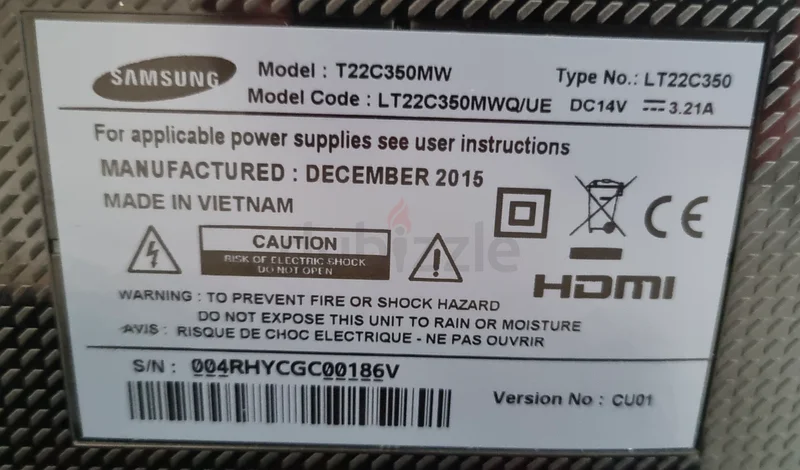 SAMSUNG
Model : T22C350MW
Type No.: LT22C350
Model Code : LT22C350MWQ/UE
DC14V ⎓ 3.21A
For applicable power supplies see user instructions
MANUFACTURED : DECEMBER 2015
MADE IN VIETNAM
CE
CAUTION
RISK OF ELECTRIC SHOCK
DO NOT OPEN
HDMI
dubizzle
WARNING : TO PREVENT FIRE OR SHOCK HAZARD
DO NOT EXPOSE THIS UNIT TO RAIN OR MOISTURE
AVIS : RISQUE DE CHOC ELECTRIQUE - NE PAS OUVRIR
S/N : 004RHYCGC00186V
Version No : CU01